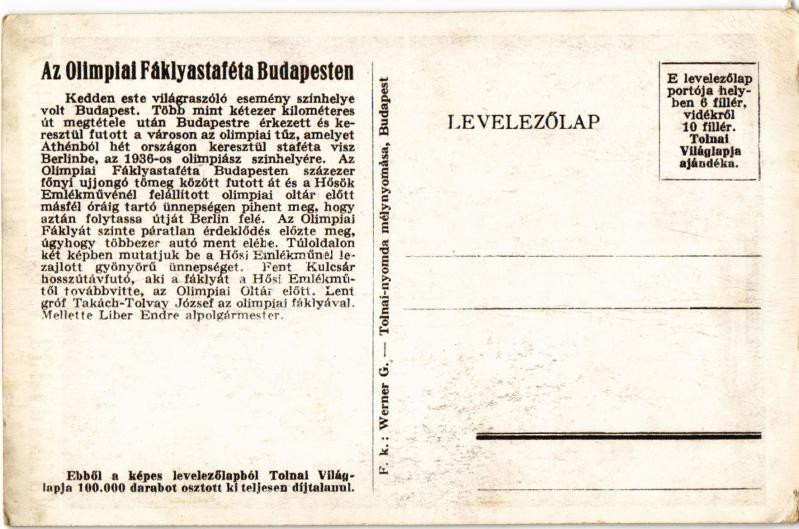 Az Olimpiai Fáklyastaféta Budapesten
Kedden este világraszóló esemény színhelye
volt Budapest. Több mint kétezer kilométeres
út megtétele után Budapestre érkezett és ke-
resztül futott a városon az olimpiai tűz, amelyet
Athénból hét országon keresztül staféta visz
Berlinbe, az 1936-os olimpiász színhelyére. Az
Olimpiai Fáklyastaféta Budapesten százezer
főnyi ujjongó tömeg között futott át és a Hősök
Emlékművénél felállított olimpiai oltár előtt
másfél óráig tartó ünnepségen pihent meg, hogy
aztán folytassa útját Berlin felé. Az Olimpiai
Fáklyát szinte páratlan érdeklődés előzte meg,
úgyhogy többezer autó ment elébe. Túloldalon
két képben mutatjuk be a Hősi Emlékműnél le-
zajlott gyönyörű ünnepséget. Fent Kulcsár
hosszútávfutó, aki a fáklyát a Hősi Emlékmű-
től továbbvitte, az Olimpiai Oltár előtt. Lent
gróf Takách-Tolvay József az olimpiai fáklyával.
Mellette Liber Endre alpolgármester.
Ebből a képes levelezőlapból Tolnai Világ-
lapja 100.000 darabot osztott ki teljesen díjtalanul.
F. k.: Werner G. — Tolnai-nyomda mélynyomása, Budapest
LEVELEZŐLAP
E levelezőlap
portója hely-
ben 6 fillér,
vidékről
10 fillér.
Tolnai
Világlapja
ajándéka.